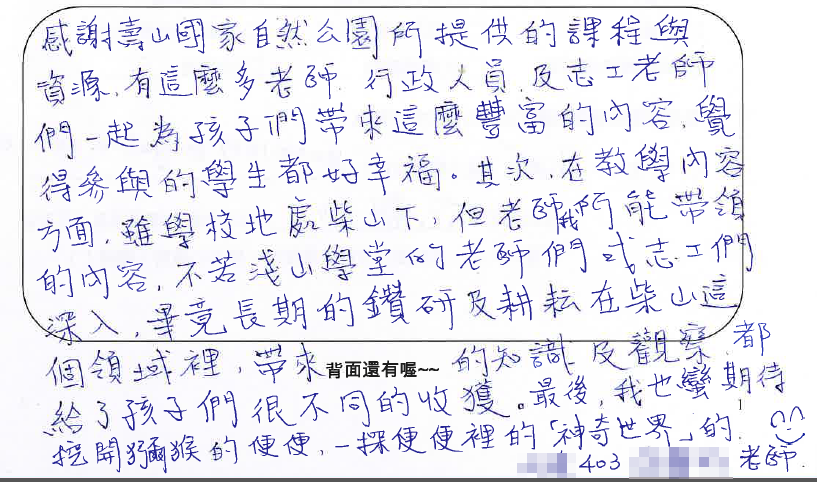 感謝壽山國家自然公園所提供的課程與
資源,有這麼多老師.行政人員.及志工老師
們一起為孩子們帶來這麼豐富的內容.覺
得參與的學生都好幸福。其次.在教學內容
方面.雖學校地處柴山下,但老師我所能帶領
的內容.不若淺山學堂的老師們或志工們
深入.畢竟長期的鑽研及耕耘在柴山這
個領域裡.帶來背面還有喔~~的知識及觀察.都
給了孩子們很不同的收獲。最後,我也蠻期待
挖開獼猴的便便.一探便便裡的「神奇世界」的.
403 老師.